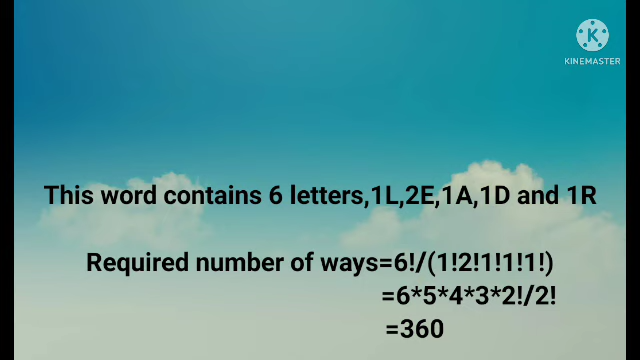 K
KINEMASTER
This word contains 6 letters,1L,2E,1A,1D and 1R
Required number of ways=6!/(1!2!1!1!1!)
=6*5*4*3*2!/2!
=360